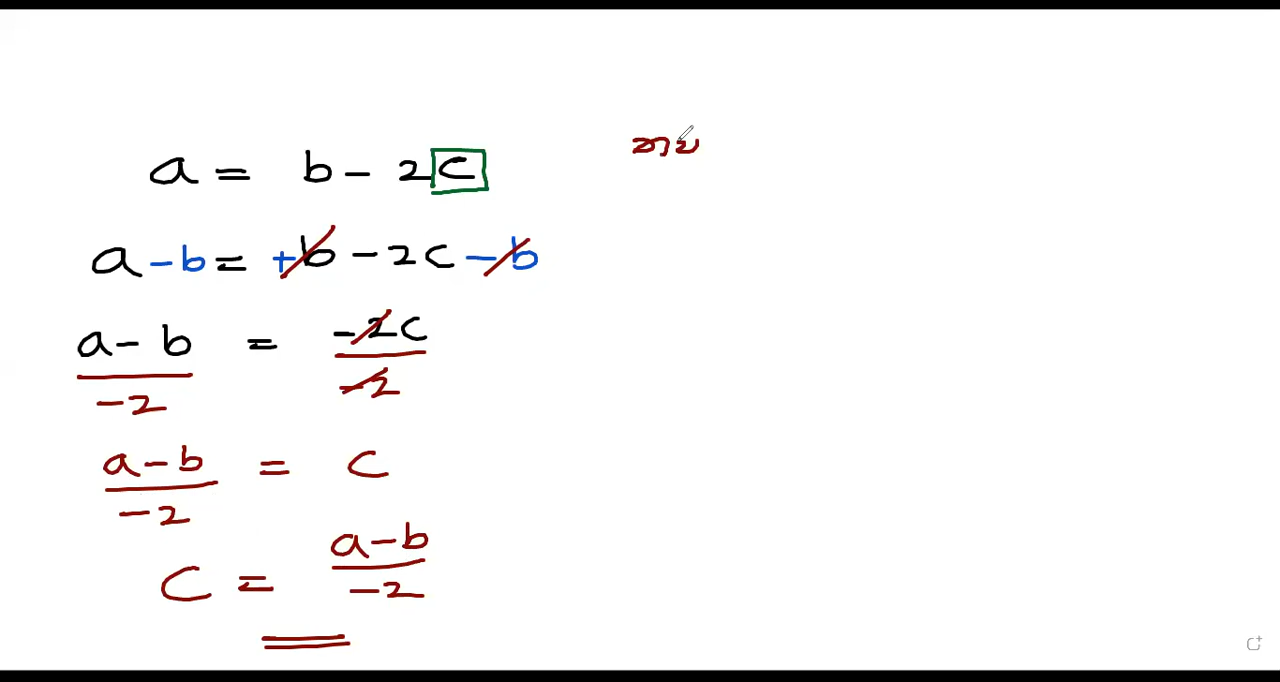 a = b - 2c
a - b = +b - 2c - b
a - b / -2 = -2c / -2
a - b / -2 = c
c = a - b / -2